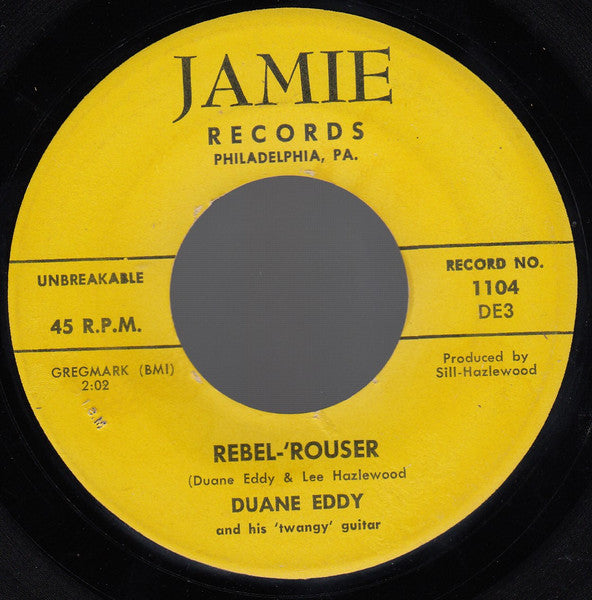 JAMIE
RECORDS
PHILADELPHIA, PA.
UNBREAKABLE
45 R.P.M.
GREGMARK (BMI)
2:02
I.B.M
RECORD NO.
1104
DE3
Produced by
Sill-Hazlewood
REBEL-'ROUSER
(Duane Eddy & Lee Hazlewood
DUANE EDDY
and his 'twangy' guitar